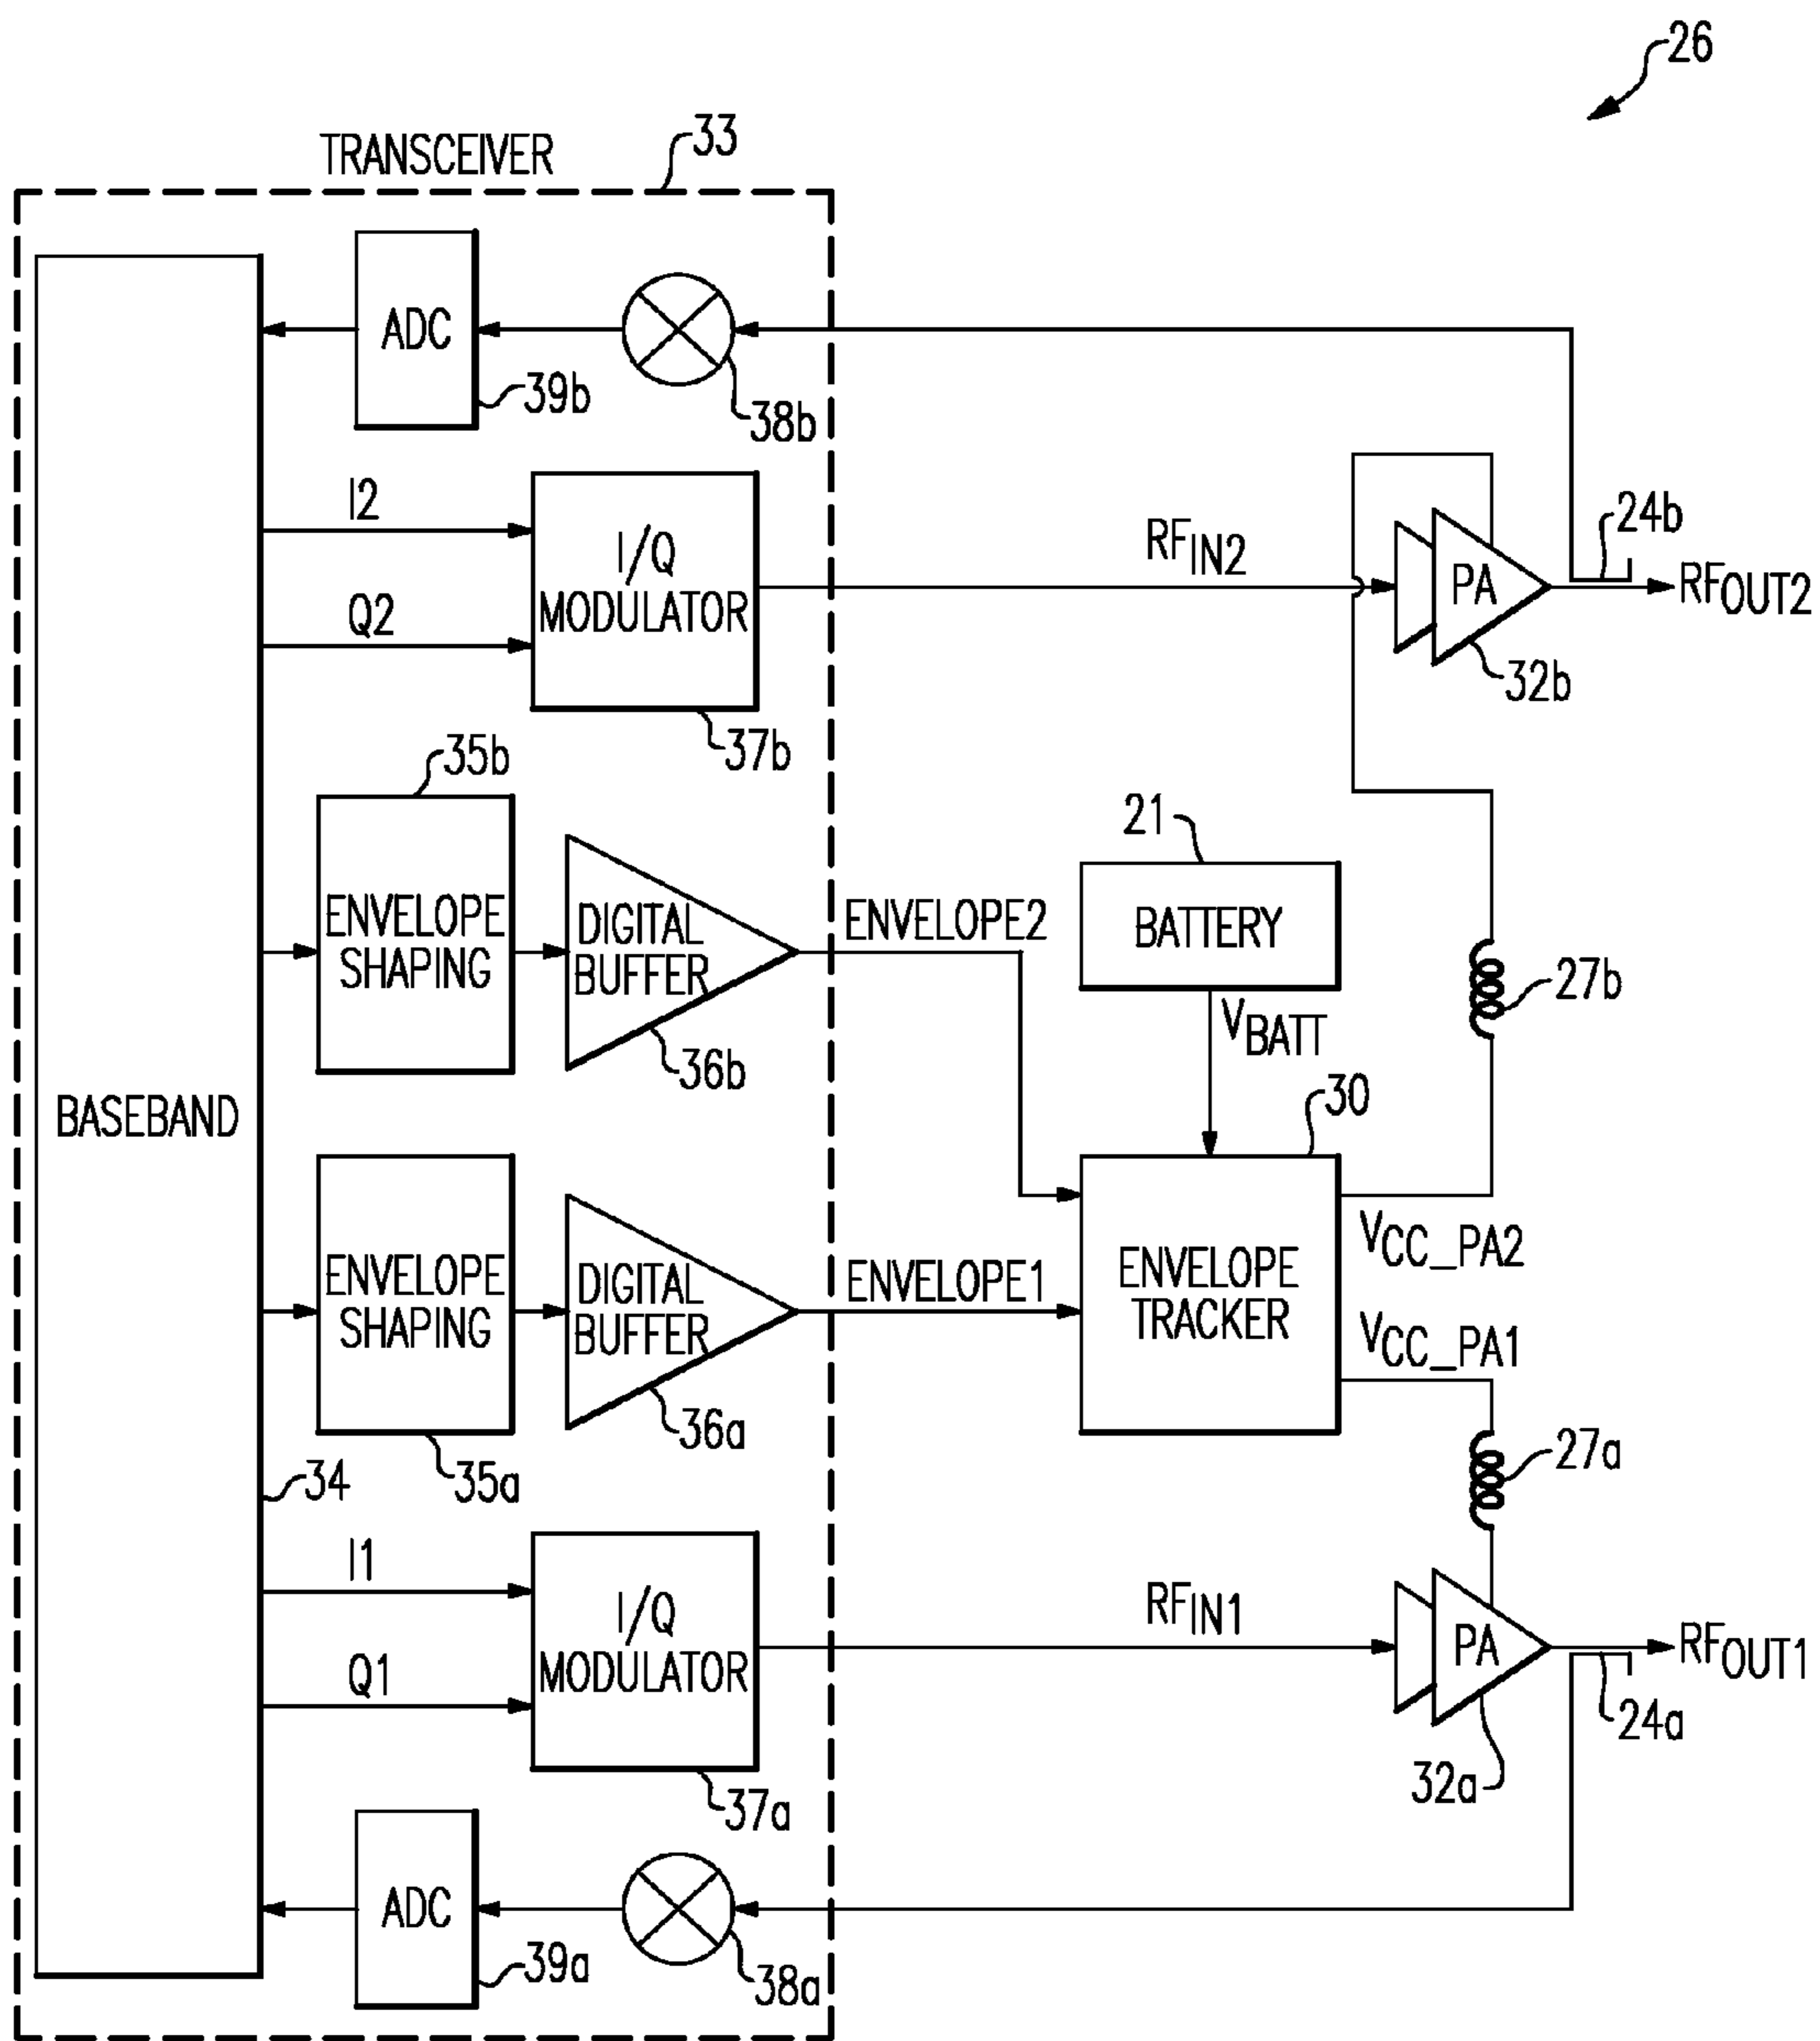 26
TRANSCEIVER
33
ADC
39b
38b
I2
Q2
I/Q
MODULATOR
37b
RFIN2
PA
32b
24b
RFOUT2
35b
ENVELOPE
SHAPING
DIGITAL
BUFFER
36b
ENVELOPE2
21
BATTERY
VBATT
27b
BASEBAND
34
ENVELOPE
SHAPING
35a
DIGITAL
BUFFER
36a
ENVELOPE1
30
ENVELOPE
TRACKER
VCC_PA2
VCC_PA1
27a
I1
Q1
I/Q
MODULATOR
37a
RFIN1
PA
32a
24a
RFOUT1
ADC
39a
38a